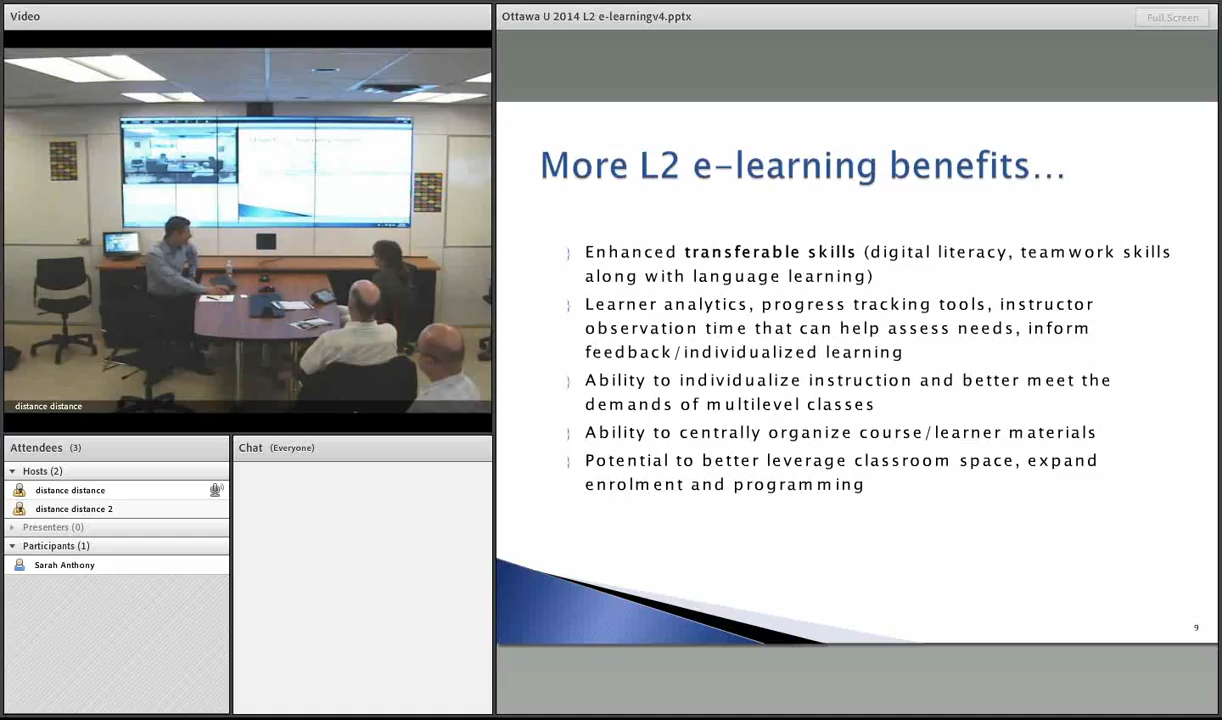 Video
Ottawa U 2014 L2 e-learningv4.pptx
Full Screen
distance distance
Attendees (3)
Hosts (2)
distance distance
distance distance 2
Presenters (0)
Participants (1)
Sarah Anthony
Chat (Everyone)
More L2 e-learning benefits...
Enhanced transferable skills (digital literacy, teamwork skills
along with language learning)
Learner analytics, progress tracking tools, instructor
observation time that can help assess needs, inform
feedback/individualized learning
Ability to individualize instruction and better meet the
demands of multilevel classes
Ability to centrally organize course/learner materials
Potential to better leverage classroom space, expand
enrolment and programming
9